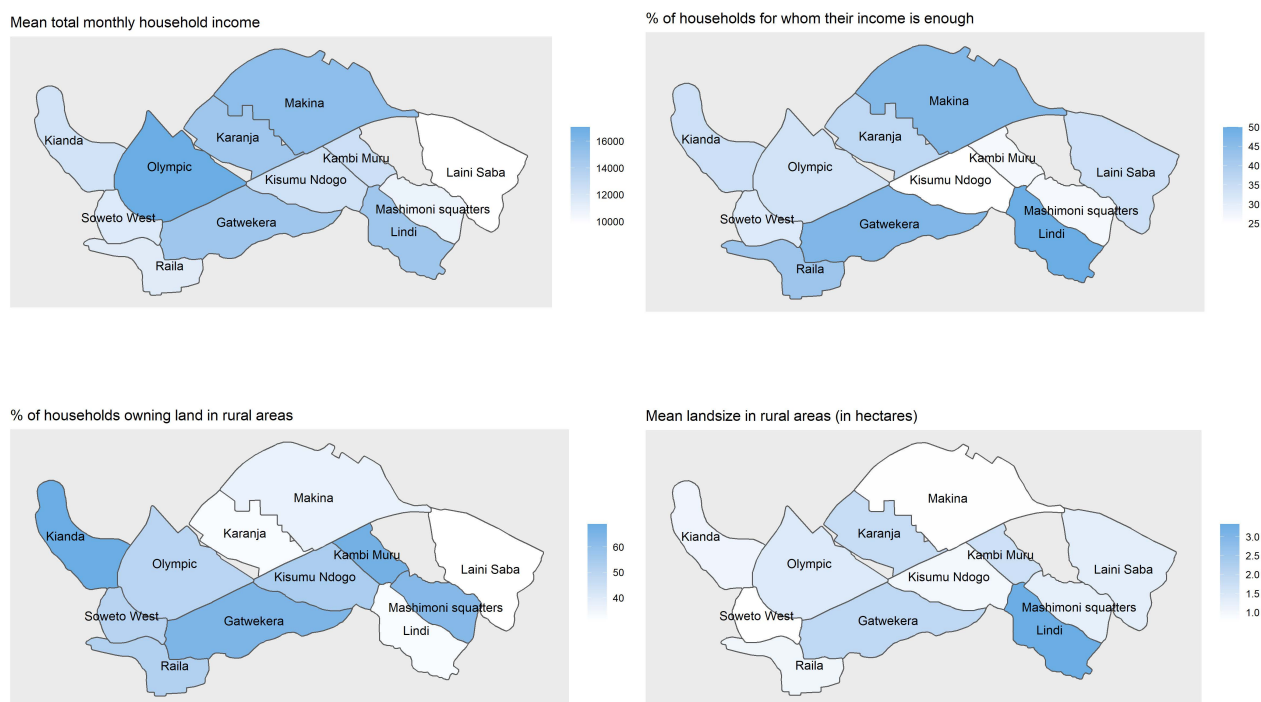 Mean total monthly household income
Makina
Kianda
Karanja
Olympic
Kambi Muru
Kisumu Ndogo
Laini Saba
Soweto West
Gatwekera
Mashimoni squatters
Lindi
Raila
16000
14000
12000
10000
% of households for whom their income is enough
Makina
Kianda
Karanja
Olympic
Kambi Muru
Kisumu Ndogo
Laini Saba
Soweto West
Gatwekera
Mashimoni squatters
Lindi
Raila
50
45
40
35
30
25
% of households owning land in rural areas
Makina
Kianda
Karanja
Olympic
Kambi Muru
Kisumu Ndogo
Laini Saba
Soweto West
Gatwekera
Mashimoni squatters
Lindi
Raila
60
50
40
Mean landsize in rural areas (in hectares)
Makina
Kianda
Karanja
Olympic
Kambi Muru
Kisumu Ndogo
Laini Saba
Soweto West
Gatwekera
Mashimoni squatters
Lindi
Raila
3.0
2.5
2.0
1.5
1.0